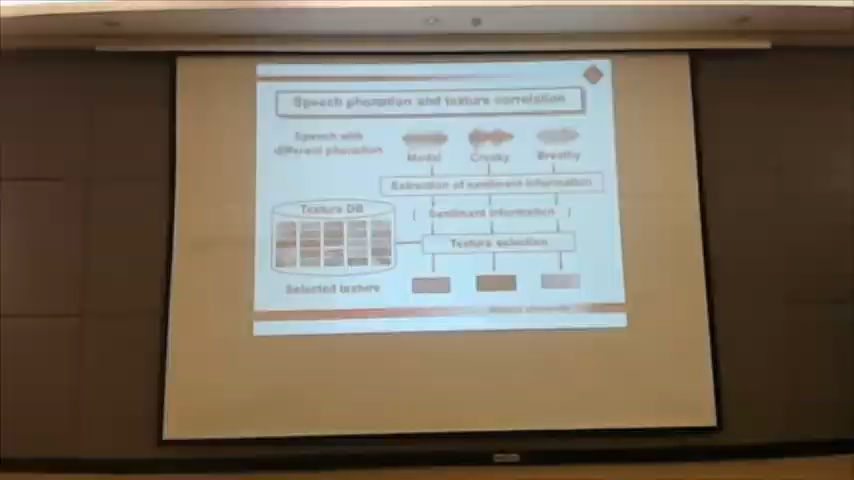 Speech phonation and texture correlation
Speech with
different phonation
Modal Creaky Breathy
Extraction of sentiment information
Texture DB
[ Sentiment information ]
Texture selection
Selected texture